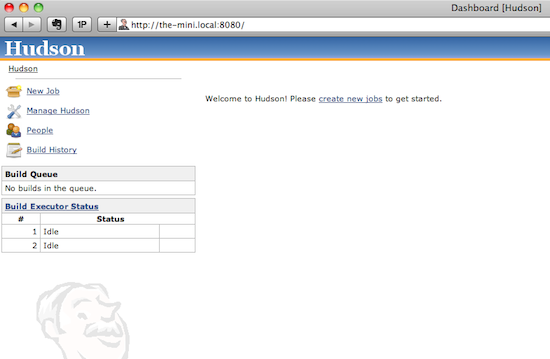 Dashboard [Hudson]
1P
+
http://the-mini.local:8080/
Hudson
Hudson
New Job
Manage Hudson
People
Build History
Welcome to Hudson! Please create new jobs to get started.
Build Queue
No builds in the queue.
Build Executor Status
# Status
1 Idle
2 Idle